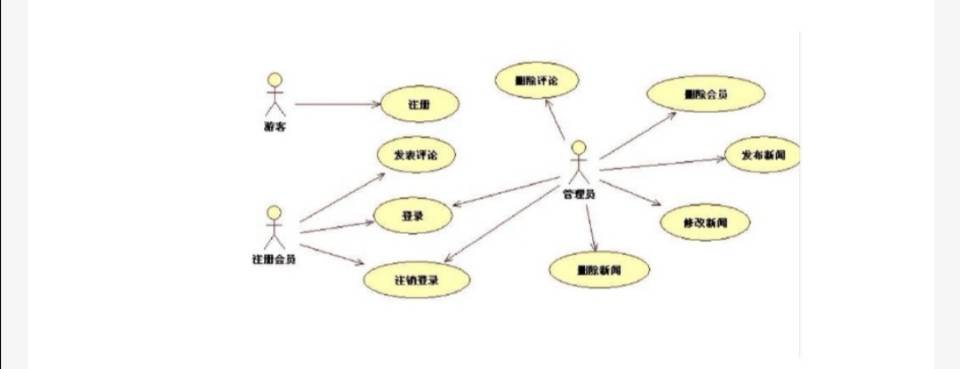 删除评论
删除会员
注册
游客
发表评论
发布新闻
管理员
登录
修改新闻
注册会员
注销登录
删除新闻